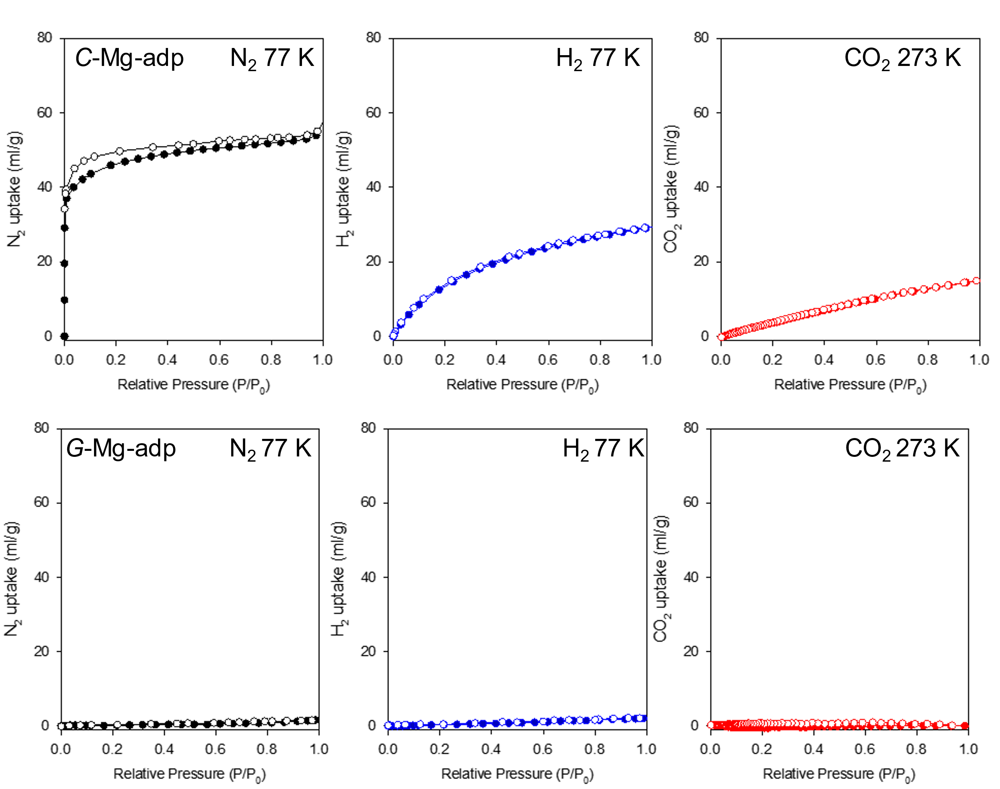 C-Mg-adp N2 77 K
80
60
40
20
0
N2 uptake (ml/g)
0.0 0.2 0.4 0.6 0.8 1.0
Relative Pressure (P/P0)
H2 77 K
80
60
40
20
0
H2 uptake (ml/g)
0.0 0.2 0.4 0.6 0.8 1.0
Relative Pressure (P/P0)
CO2 273 K
80
60
40
20
0
CO2 uptake (ml/g)
0.0 0.2 0.4 0.6 0.8 1.0
Relative Pressure (P/P0)
G-Mg-adp N2 77 K
80
60
40
20
0
N2 uptake (ml/g)
0.0 0.2 0.4 0.6 0.8 1.0
Relative Pressure (P/P0)
H2 77 K
80
60
40
20
0
H2 uptake (ml/g)
0.0 0.2 0.4 0.6 0.8 1.0
Relative Pressure (P/P0)
CO2 273 K
80
60
40
20
0
CO2 uptake (ml/g)
0.0 0.2 0.4 0.6 0.8 1.0
Relative Pressure (P/P0)